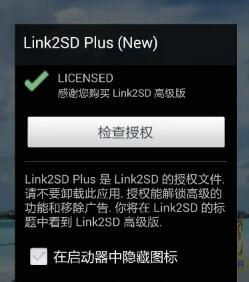 Link2SD Plus (New)
LICENSED
感谢您购买 Link2SD 高级版
检查授权
Link2SD Plus 是 Link2SD 的授权文件.
请不要卸载此应用. 授权能解锁高级的
功能和移除广告. 你将在 Link2SD 的标
题中看到 Link2SD 高级版.
在启动器中隐藏图标